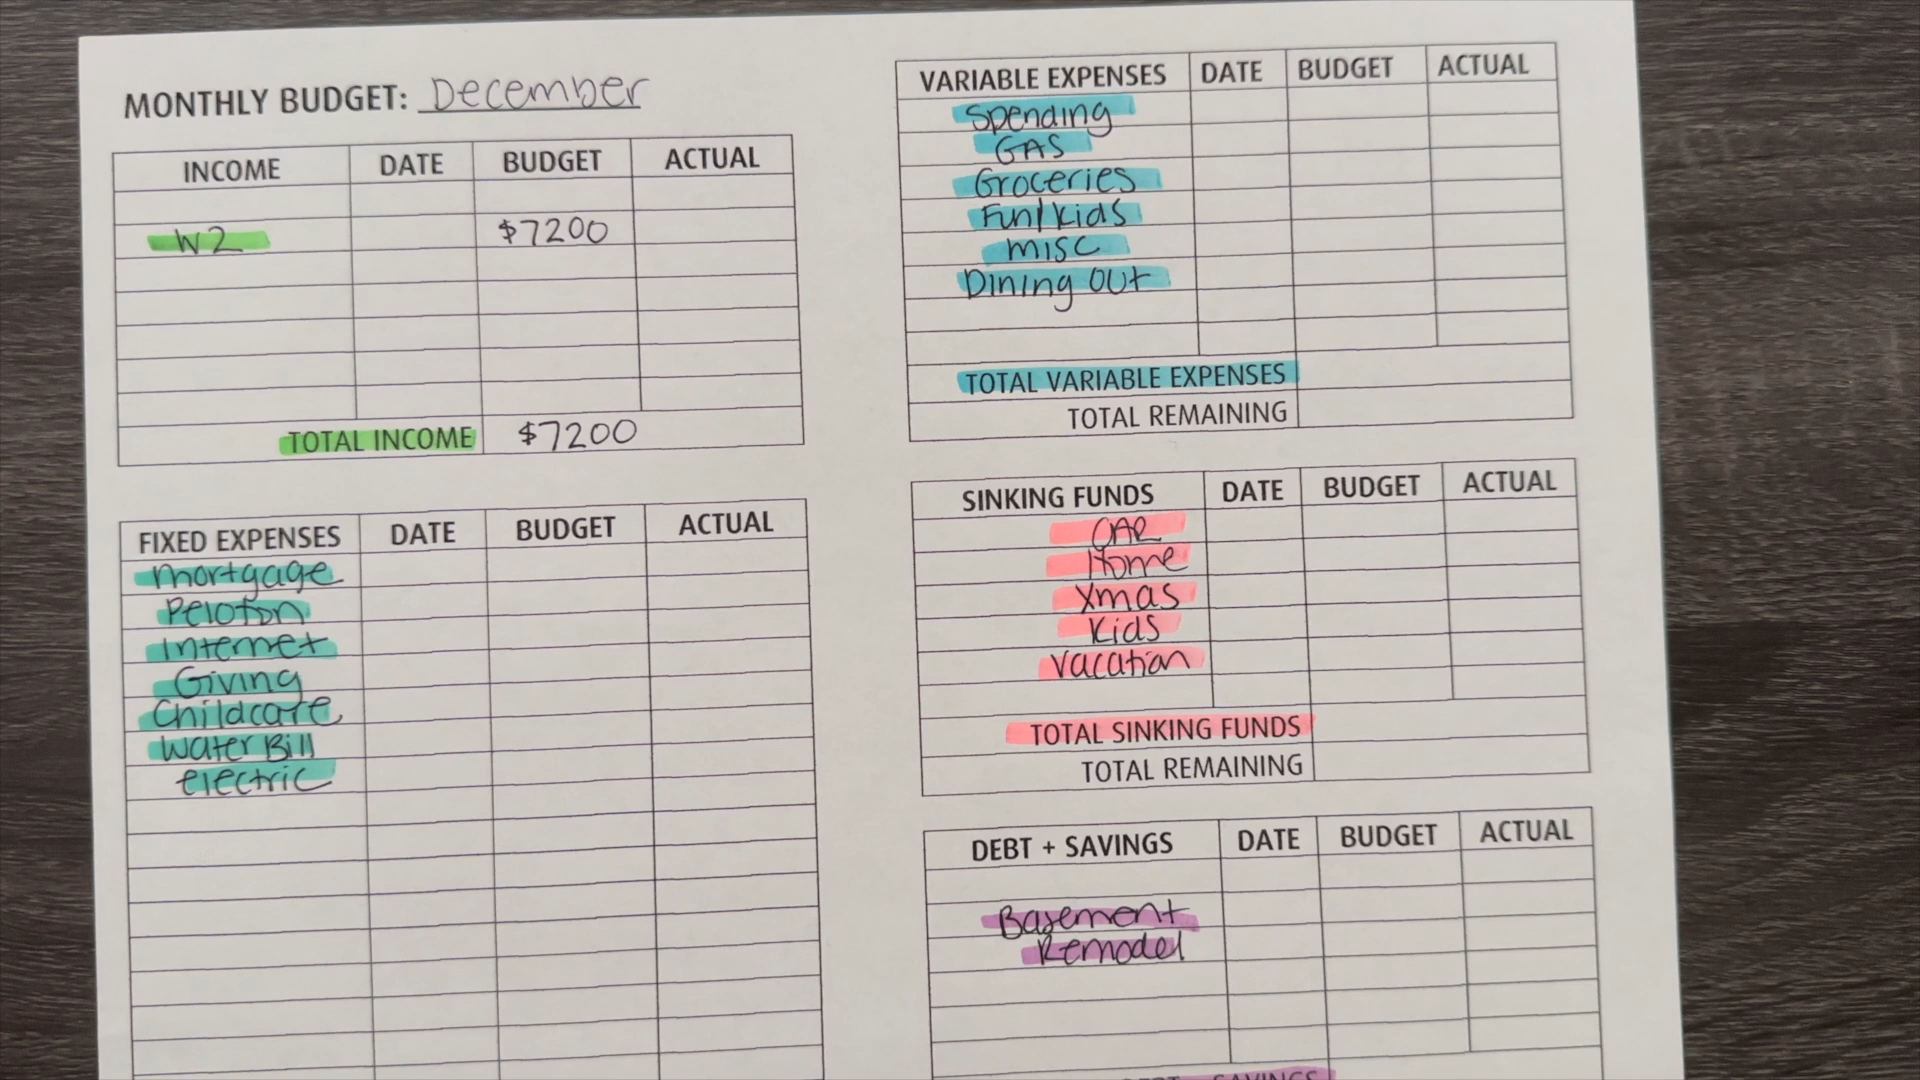 MONTHLY BUDGET: December
INCOME DATE BUDGET ACTUAL
W2 $7200
TOTAL INCOME $7200
FIXED EXPENSES DATE BUDGET ACTUAL
mortgage
Peloton
Internet
Giving
Childcare
Water Bill
electric
VARIABLE EXPENSES DATE BUDGET ACTUAL
Spending
GAS
Groceries
Fun/Kids
misc
Dining Out
TOTAL VARIABLE EXPENSES
TOTAL REMAINING
SINKING FUNDS DATE BUDGET ACTUAL
CAR
Home
Xmas
Kids
Vacation
TOTAL SINKING FUNDS
TOTAL REMAINING
DEBT + SAVINGS DATE BUDGET ACTUAL
Basement
Remodel
SAVINGS